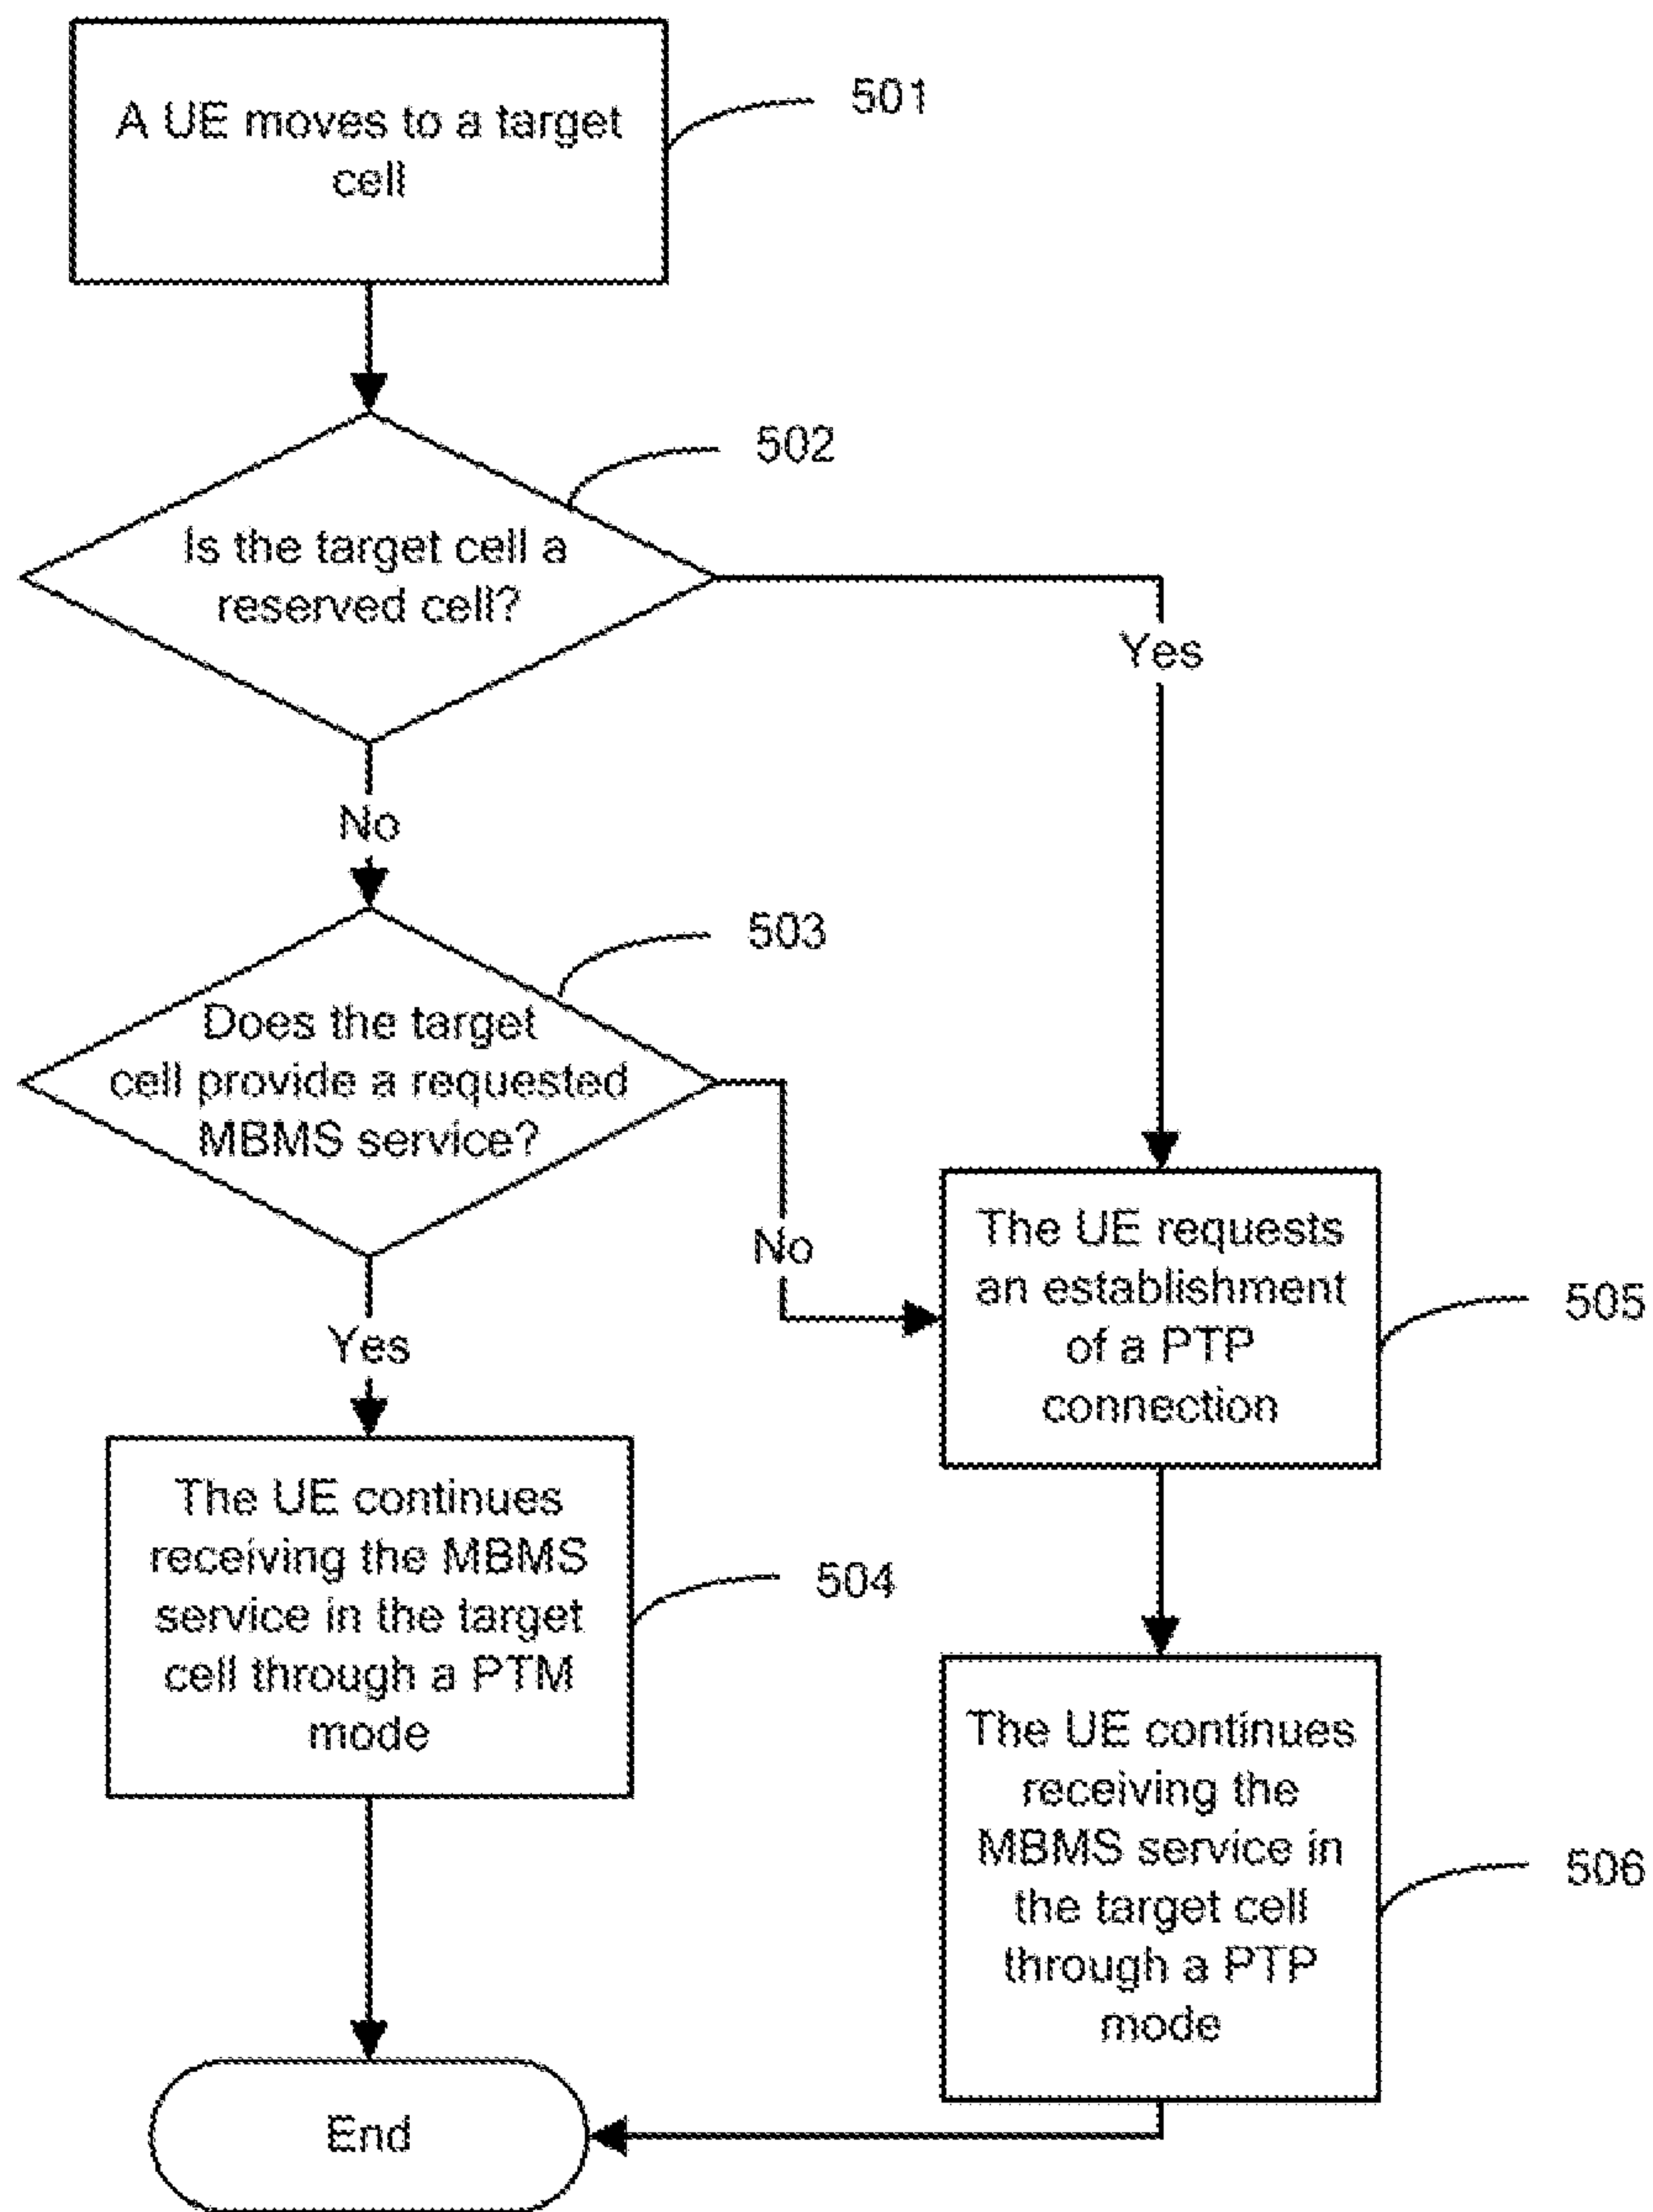 A UE moves to a target
cell
501
502
Is the target cell a
reserved cell?
Yes
No
503
Does the target
cell provide a requested
MBMS service?
No
Yes
The UE requests
an establishment
of a PTP
connection
505
The UE continues
receiving the MBMS
service in the target
cell through a PTM
mode
504
The UE continues
receiving the
MBMS service in
the target cell
through a PTP
mode
506
End